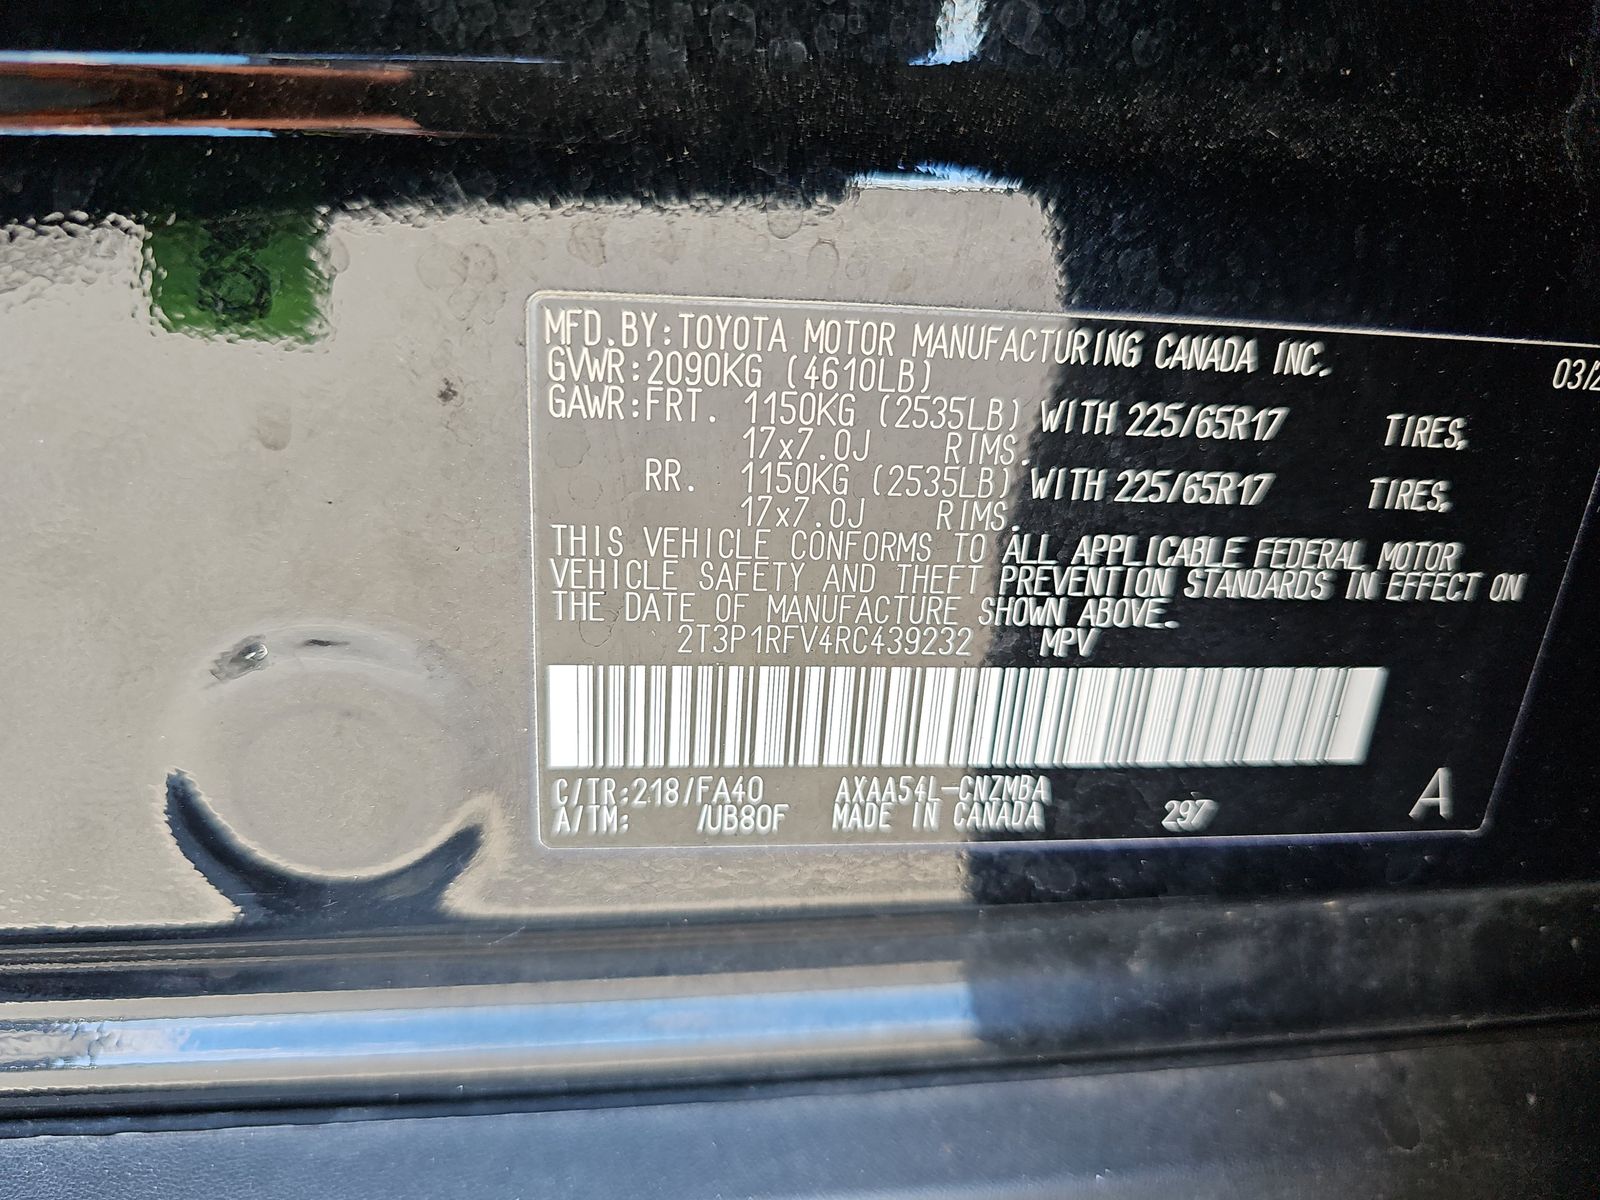 MFD.BY:TOYOTA MOTOR MANUFACTURING CANADA INC. 03/2
GVWR:2090KG (4610LB)
GAWR:FRT. 1150KG (2535LB) WITH 225/65R17 TIRES,
17x7.0J RIMS.
RR. 1150KG (2535LB) WITH 225/65R17 TIRES,
17x7.0J RIMS.
THIS VEHICLE CONFORMS TO ALL APPLICABLE FEDERAL MOTOR
VEHICLE SAFETY AND THEFT PREVENTION STANDARDS IN EFFECT ON
THE DATE OF MANUFACTURE SHOWN ABOVE.
2T3P1RFV4RC439232 MPV
C/TR:218/FA40 AXAA54L-CNZMBA
A/TM: /UB80F MADE IN CANADA 297 A